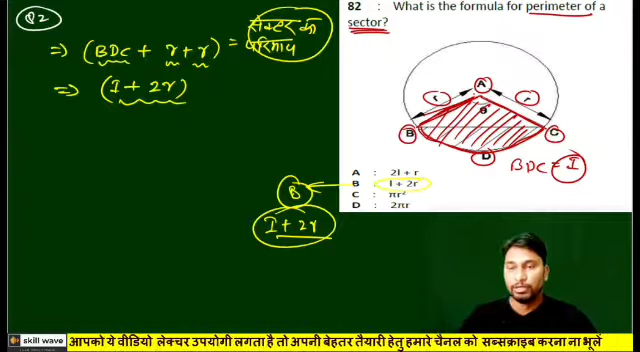 Q2
⇒ (BDC + r + r) = सेक्टर का परिमाप
⇒ (I + 2r)
B
I + 2r
82 : What is the formula for perimeter of a
sector?
A
r
r
θ
B
C
D
BDC = I
A : 2l + r
B : l + 2r
C : πr²
D : 2πr
skill wave
आपको ये वीडियो लेक्चर उपयोगी लगता है तो अपनी बेहतर तैयारी हेतु हमारे चैनल को सब्सक्राइब करना ना भूलें